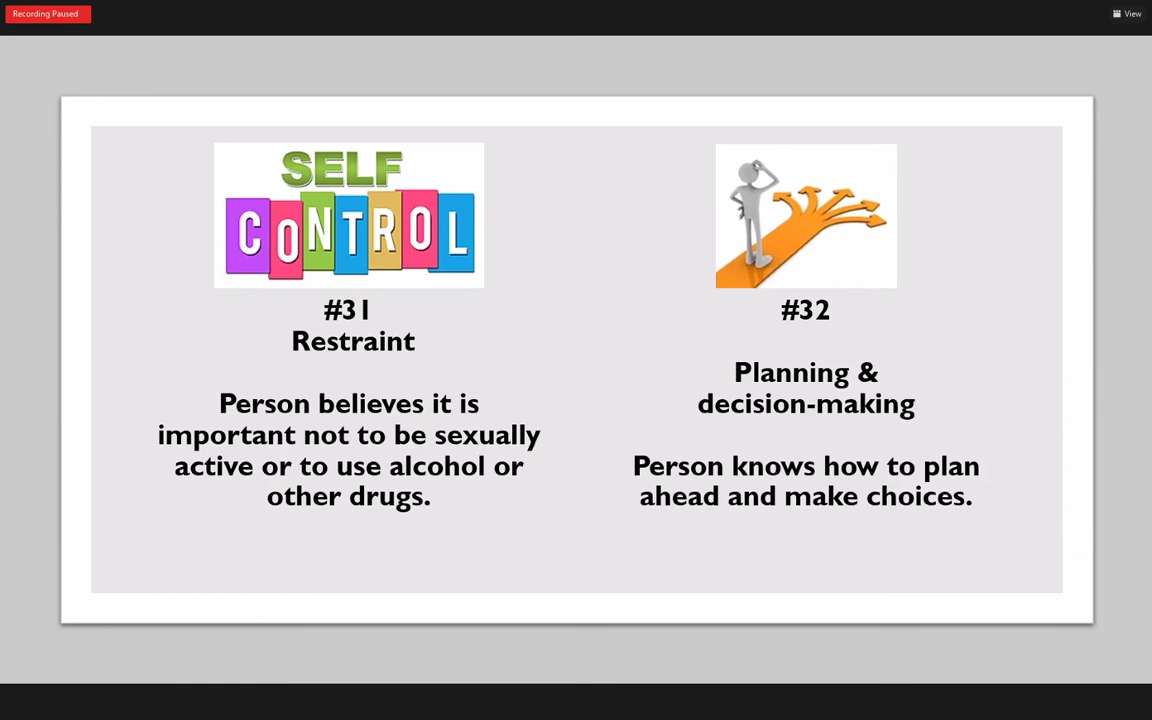 Recording Paused
View
SELF
CONTROL
#31
Restraint
Person believes it is
important not to be sexually
active or to use alcohol or
other drugs.
#32
Planning &
decision-making
Person knows how to plan
ahead and make choices.